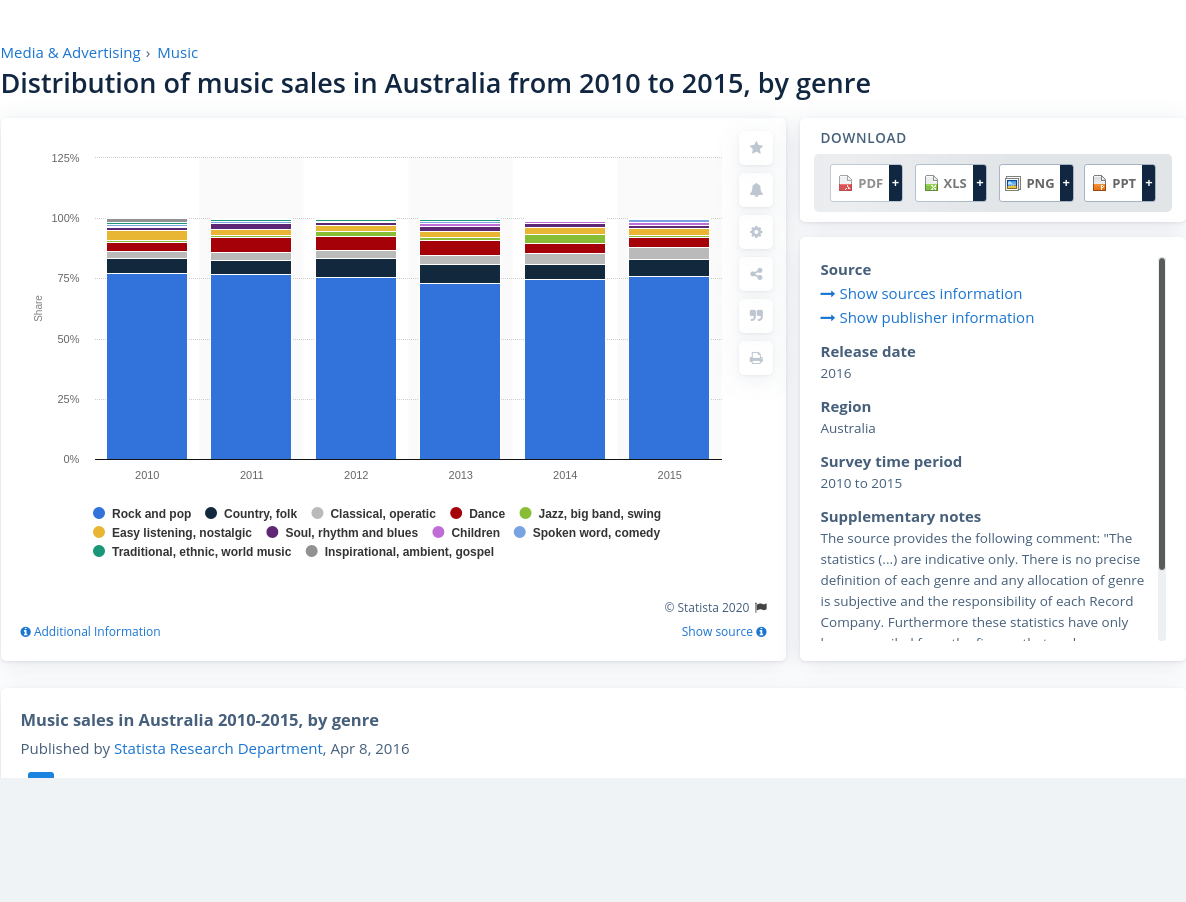 Media & Advertising › Music
Distribution of music sales in Australia from 2010 to 2015, by genre
125%
100%
75%
50%
25%
0%
Share
2010 2011 2012 2013 2014 2015
Rock and pop Country, folk Classical, operatic Dance Jazz, big band, swing
Easy listening, nostalgic Soul, rhythm and blues Children Spoken word, comedy
Traditional, ethnic, world music Inspirational, ambient, gospel
© Statista 2020
Additional Information Show source
DOWNLOAD
PDF + XLS + PNG + PPT +
Source
Show sources information
Show publisher information
Release date
2016
Region
Australia
Survey time period
2010 to 2015
Supplementary notes
The source provides the following comment: "The
statistics (...) are indicative only. There is no precise
definition of each genre and any allocation of genre
is subjective and the responsibility of each Record
Company. Furthermore these statistics have only
Music sales in Australia 2010-2015, by genre
Published by Statista Research Department, Apr 8, 2016